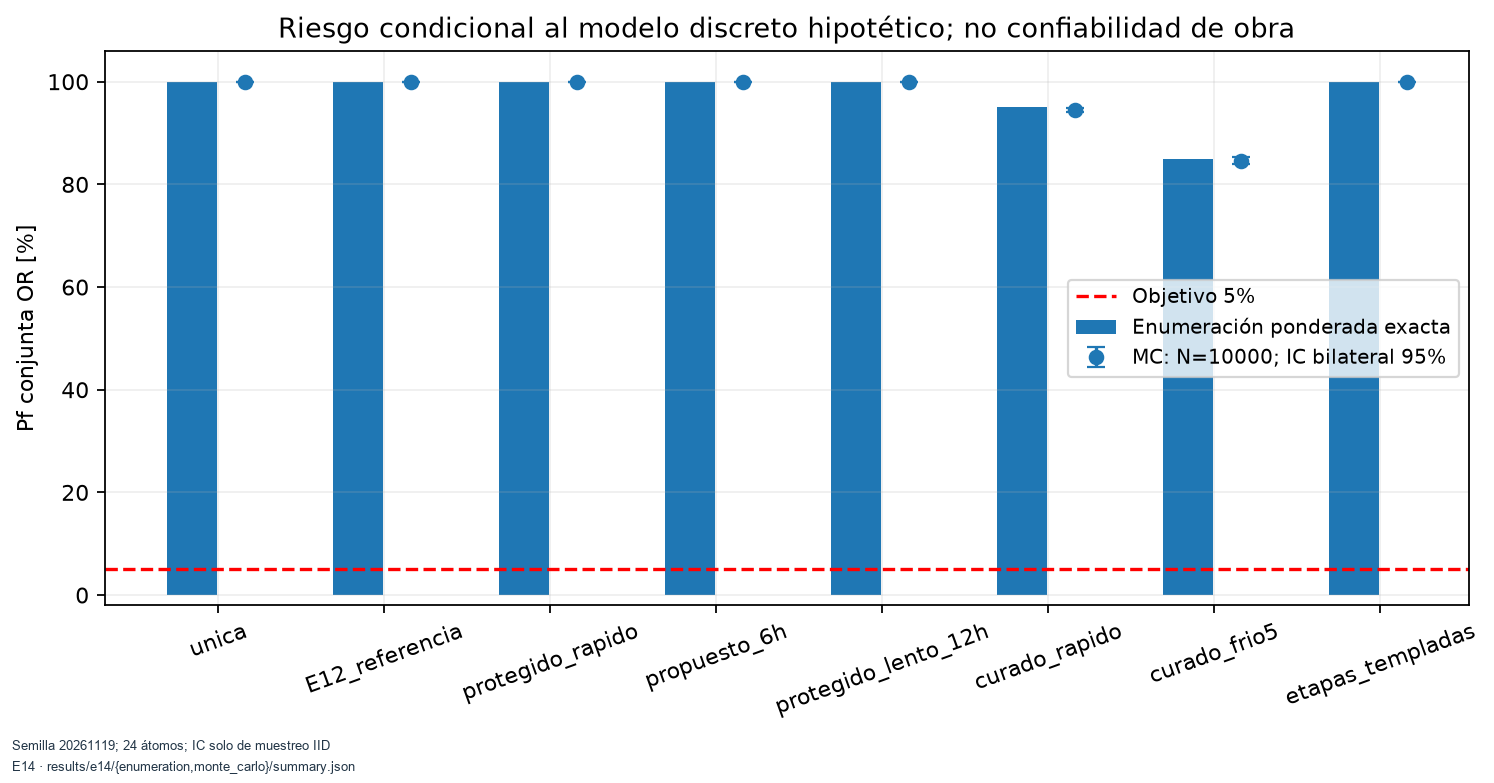 Riesgo condicional al modelo discreto hipotético; no confiabilidad de obra
Pf conjunta OR [%]
100
80
60
40
20
0
Objetivo 5%
Enumeración ponderada exacta
MC: N=10000; IC bilateral 95%
unica
E12_referencia
protegido_rapido
propuesto_6h
protegido_lento_12h
curado_rapido
curado_frio5
etapas_templadas
Semilla 20261119; 24 átomos; IC solo de muestreo IID
E14 · results/e14/{enumeration,monte_carlo}/summary.json